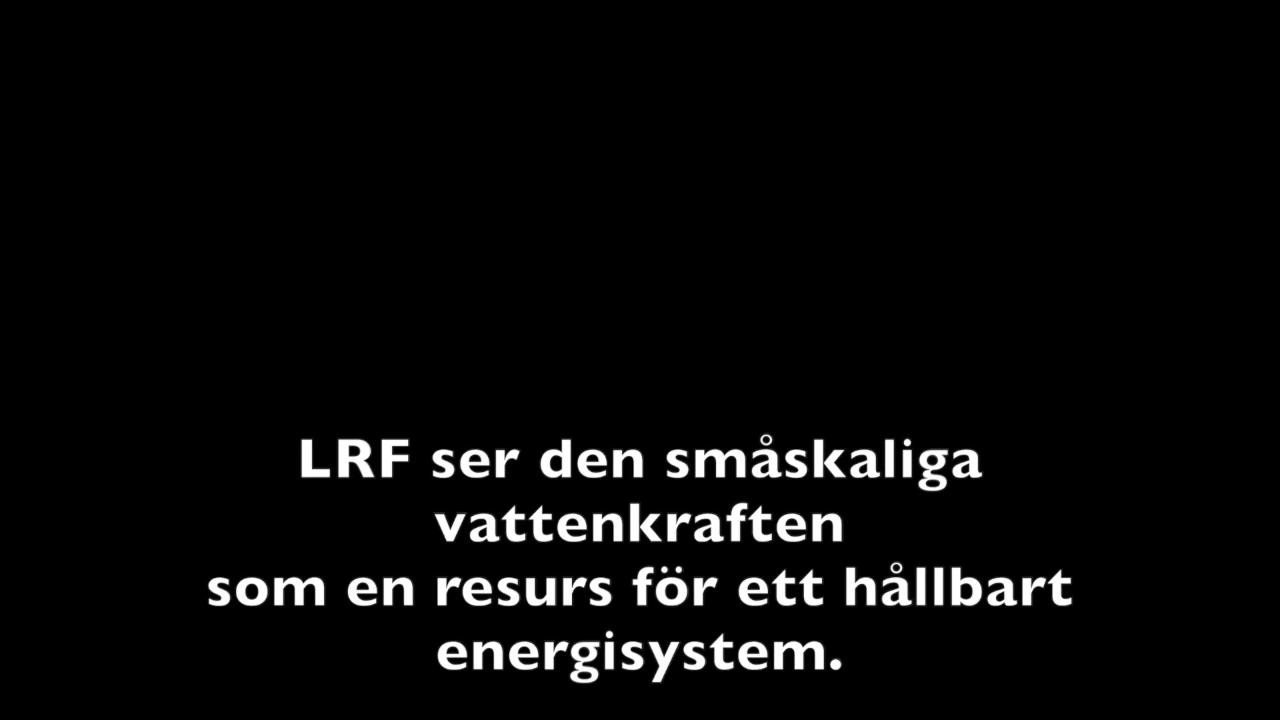 LRF ser den småskaliga
vattenkraften
som en resurs för ett hållbart
energisystem.